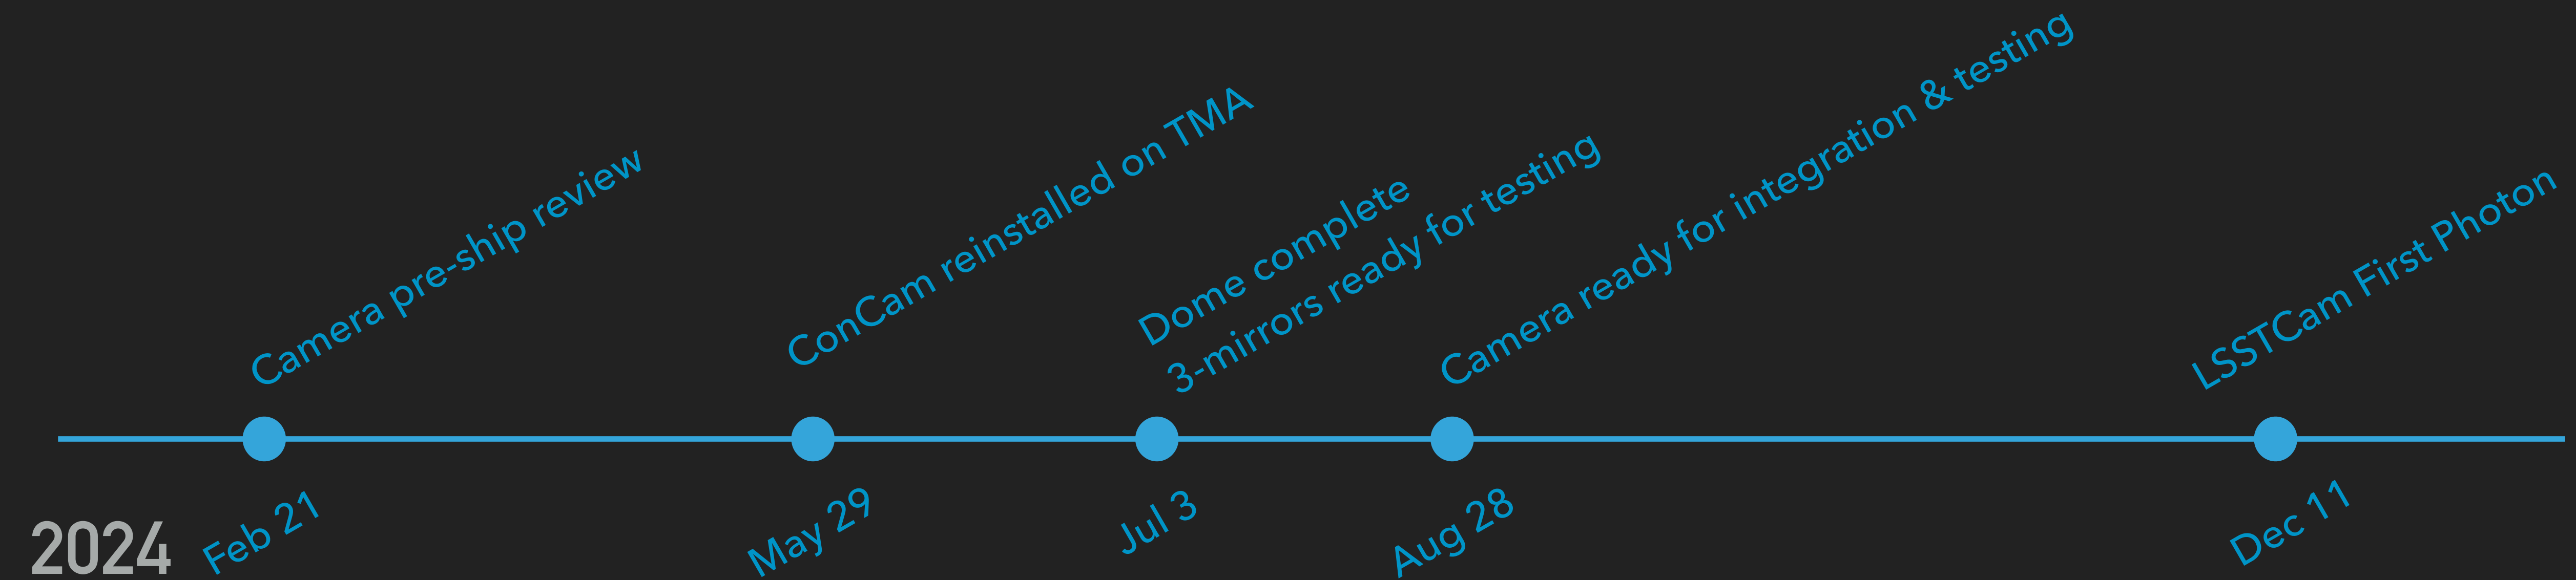 Camera pre-ship review
ConCam reinstalled on TMA
Dome complete
3-mirrors ready for testing
Camera ready for integration & testing
LSSTCam First Photon
2024
Feb 21
May 29
Jul 3
Aug 28
Dec 11